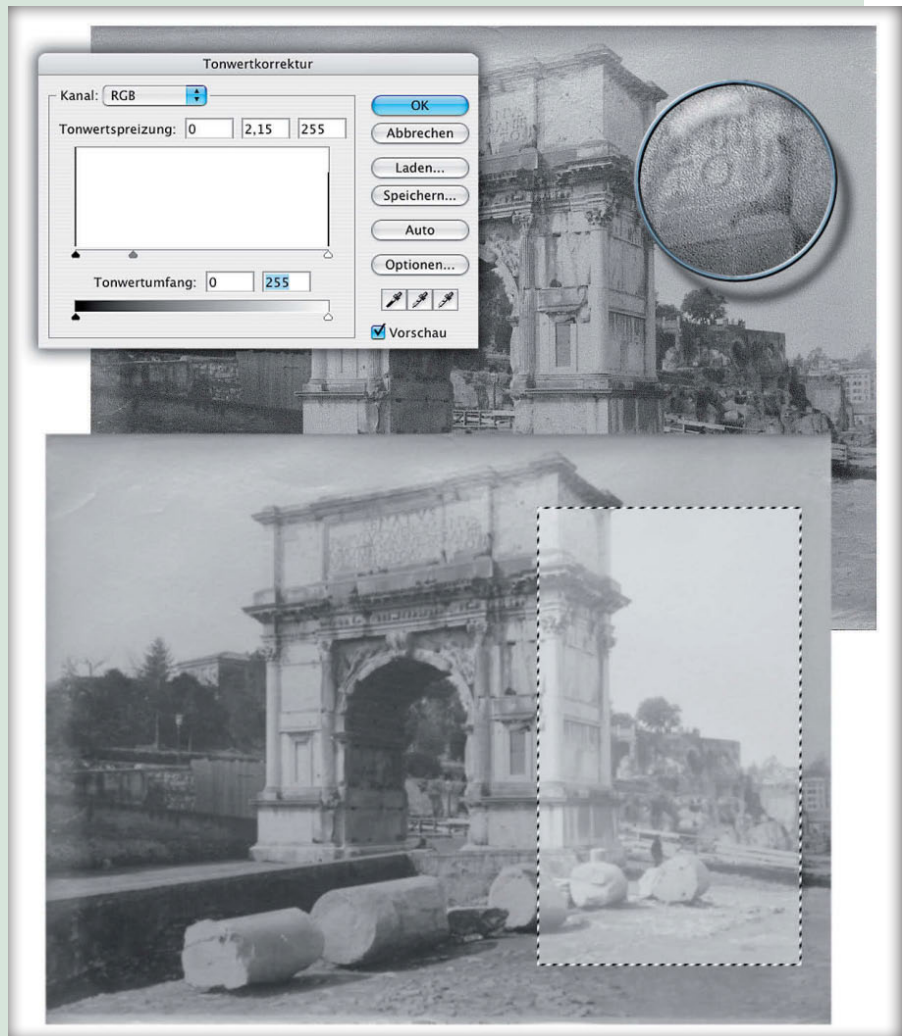 Tonwertkorrektur
Kanal: RGB
OK
Tonwertspreizung: 0 2,15 255
Abbrechen
Laden...
Speichern...
Auto
Optionen...
Tonwertumfang: 0 255
Vorschau